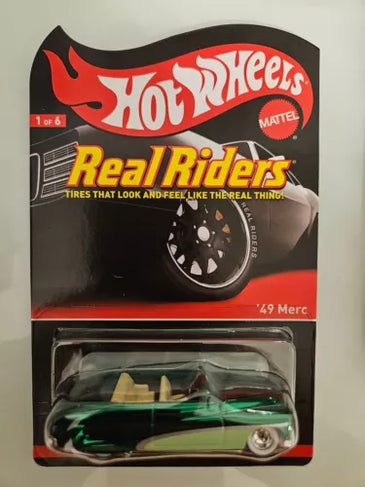 HOT WHEELS
MATTEL
1 OF 6
Real Riders
TIRES THAT LOOK AND FEEL LIKE THE REAL THING!
REAL RIDERS
'49 Merc